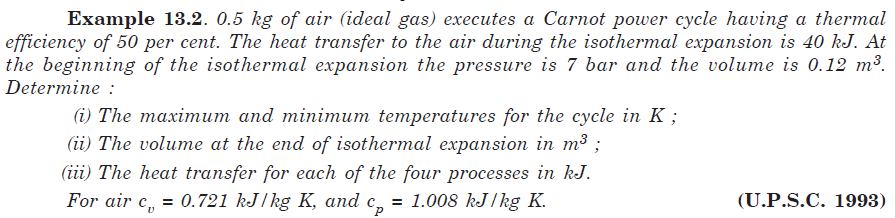 Example 13.2. 0.5 kg of air (ideal gas) executes a Carnot power cycle having a thermal
efficiency of 50 per cent. The heat transfer to the air during the isothermal expansion is 40 kJ. At
the beginning of the isothermal expansion the pressure is 7 bar and the volume is 0.12 m³.
Determine :
(i) The maximum and minimum temperatures for the cycle in K ;
(ii) The volume at the end of isothermal expansion in m³ ;
(iii) The heat transfer for each of the four processes in kJ.
For air cᵥ = 0.721 kJ/kg K, and cₚ = 1.008 kJ/kg K. (U.P.S.C. 1993)